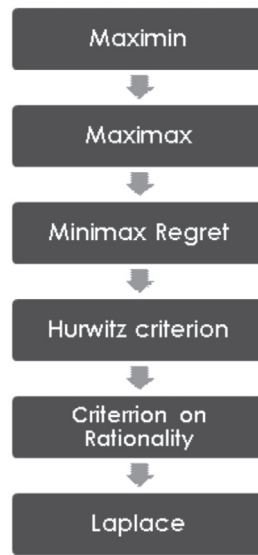 Maximin
Maximax
Minimax Regret
Hurwitz criterion
Criterrion on
Rationality
Laplace